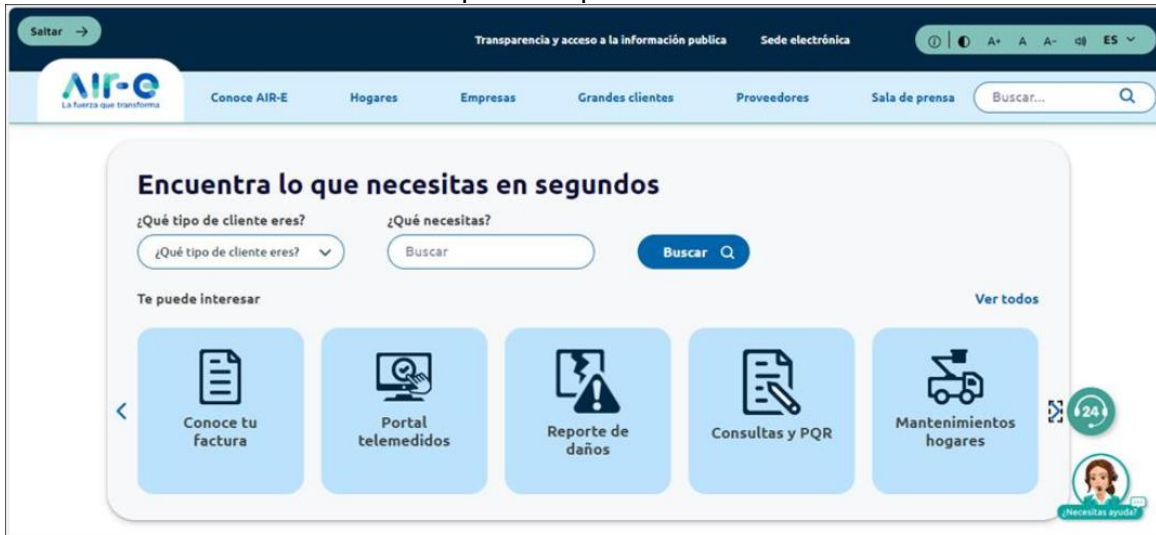 Saltar →
Transparencia y acceso a la información publica
Sede electrónica
A+ A A-
ES
AIR-e
La fuerza que transforma
Conoce AIR-E
Hogares
Empresas
Grandes clientes
Proveedores
Sala de prensa
Buscar...
Encuentra lo que necesitas en segundos
¿Qué tipo de cliente eres?
¿Qué necesitas?
¿Qué tipo de cliente eres?
Buscar
Buscar
Te puede interesar
Ver todos
Conoce tu
factura
Portal
telemedidos
Reporte de
daños
Consultas y PQR
Mantenimientos
hogares
24
¿Necesitas ayuda?